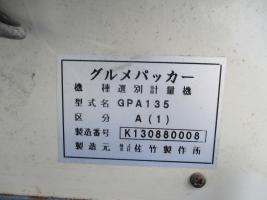 グルメパッカー
機種 選別計量機
型式名 GPA135
区分 A(1)
製造番号 K130880008
製造元 株式会社 佐竹製作所